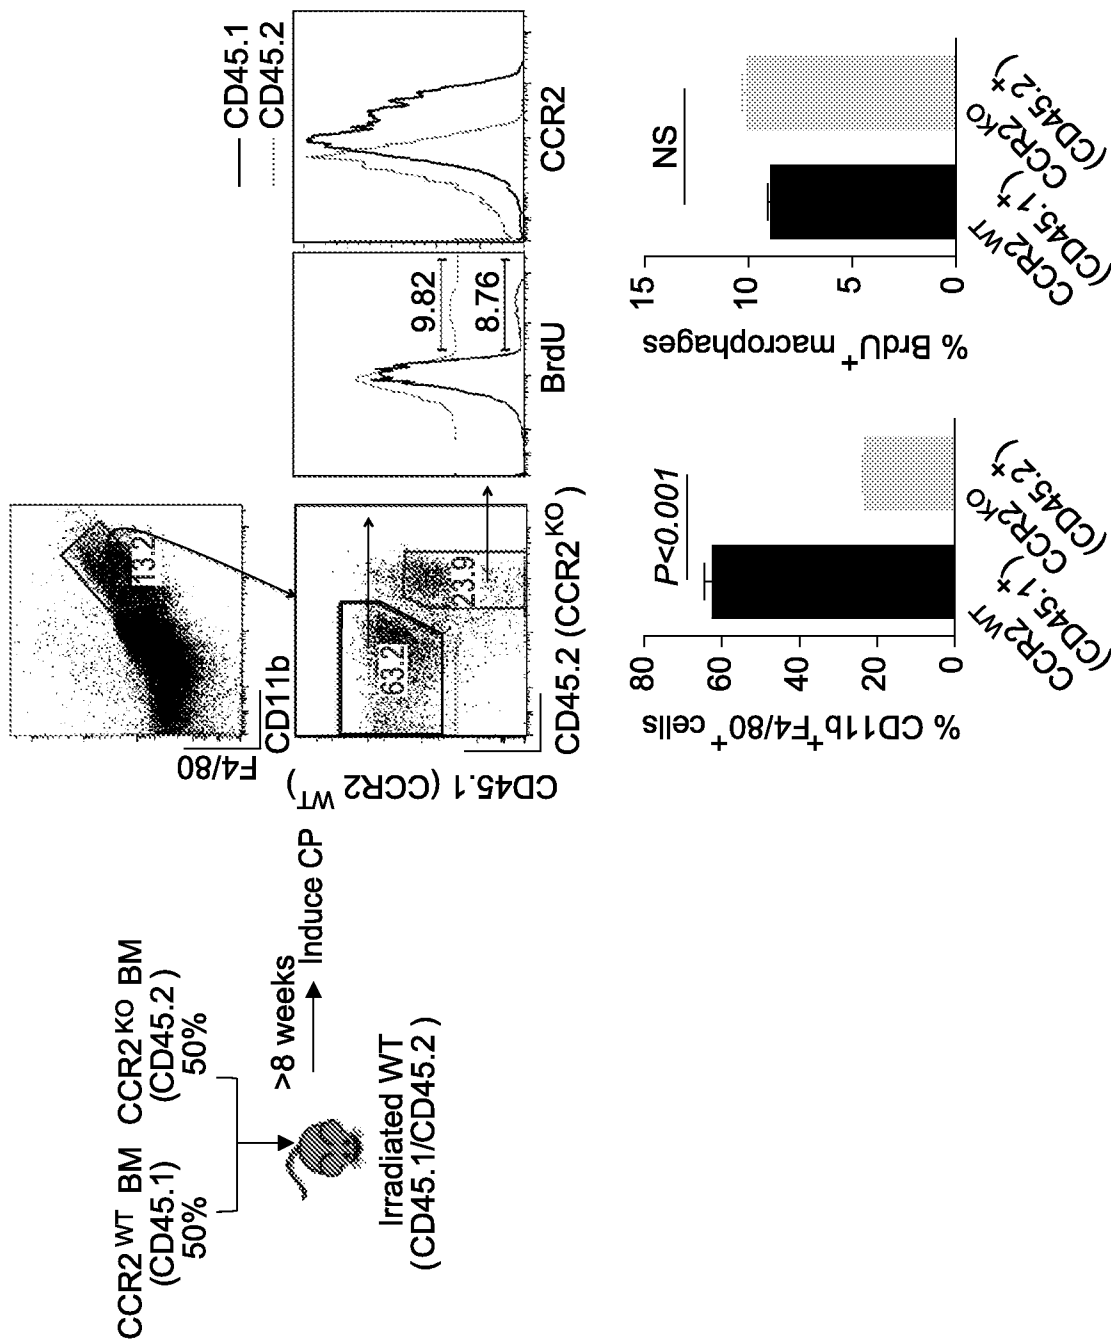 CCR2WT BM CCR2KO BM
(CD45.1) (CD45.2)
50% 50%
>8 weeks
Induce CP
Irradiated WT
(CD45.1/CD45.2)
13.2
F4/80
CD11b
63.2
23.9
CD45.1 (CCR2WT)
CD45.2 (CCR2KO)
9.82
8.76
BrdU
CD45.1
CD45.2
CCR2
P<0.001
80
60
40
20
0
% CD11b+F4/80+ cells
CCR2WT
(CD45.1+)
CCR2KO
(CD45.2+)
NS
15
10
5
0
% BrdU+ macrophages
CCR2WT
(CD45.1+)
CCR2KO
(CD45.2+)